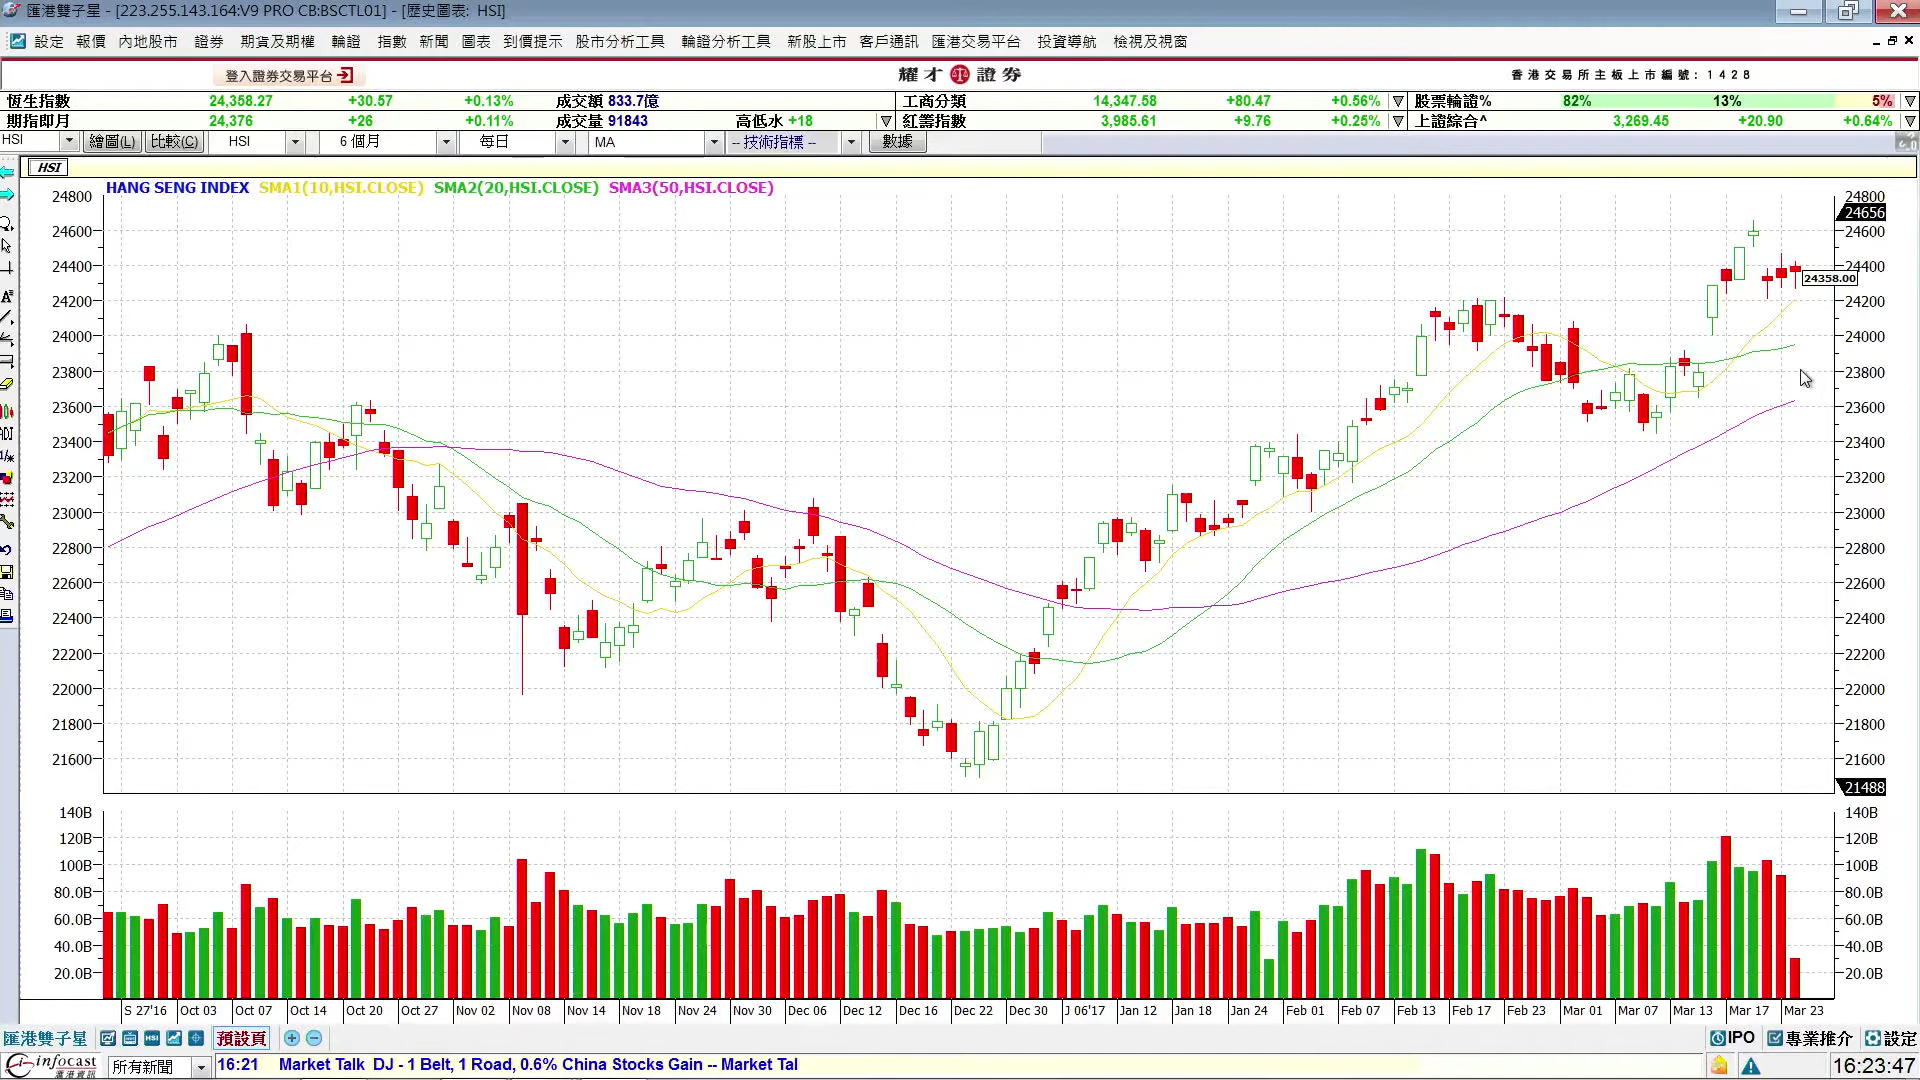 匯港雙子星 - [223.255.143.164:V9 PRO CB:BSCTL01] - [歷史圖表: HSI]
設定 報價 內地股市 證券 期貨及期權 輪證 指數 新聞 圖表 到價提示 股市分析工具 輪證分析工具 新股上市 客戶通訊 匯港交易平台 投資導航 檢視及視窗
登入證券交易平台 耀才證券 香港交易所主板上市編號: 1428
恆生指數 24,358.27 +30.57 +0.13% 成交額 833.7億 工商分類 14,347.58 +80.47 +0.56% 股票輪證% 82% 13% 5%
期指即月 24,376 +26 +0.11% 成交量 91843 高低水 +18 紅籌指數 3,985.61 +9.76 +0.25% 上證綜合^ 3,269.45 +20.90 +0.64%
HSI 繪圖(L) 比較(C) HSI 6 個月 每日 MA -- 技術指標 -- 數據
HSI
HANG SENG INDEX SMA1(10,HSI.CLOSE) SMA2(20,HSI.CLOSE) SMA3(50,HSI.CLOSE)
24800 24800
24656
24600 24600
24400 24400
24358.00
24200 24200
24000 24000
23800 23800
23600 23600
23400 23400
23200 23200
23000 23000
22800 22800
22600 22600
22400 22400
22200 22200
22000 22000
21800 21800
21600 21600
21488
140B 140B
120B 120B
100B 100B
80.0B 80.0B
60.0B 60.0B
40.0B 40.0B
20.0B 20.0B
S 27'16 Oct 03 Oct 07 Oct 14 Oct 20 Oct 27 Nov 02 Nov 08 Nov 14 Nov 18 Nov 24 Nov 30 Dec 06 Dec 12 Dec 16 Dec 22 Dec 30 J 06'17 Jan 12 Jan 18 Jan 24 Feb 01 Feb 07 Feb 13 Feb 17 Feb 23 Mar 01 Mar 07 Mar 13 Mar 17 Mar 23
匯港雙子星 HSI 預設頁 IPO 專業推介 設定
infocast 匯港資訊 所有新聞 16:21 Market Talk DJ - 1 Belt, 1 Road, 0.6% China Stocks Gain -- Market Tal 16:23:47